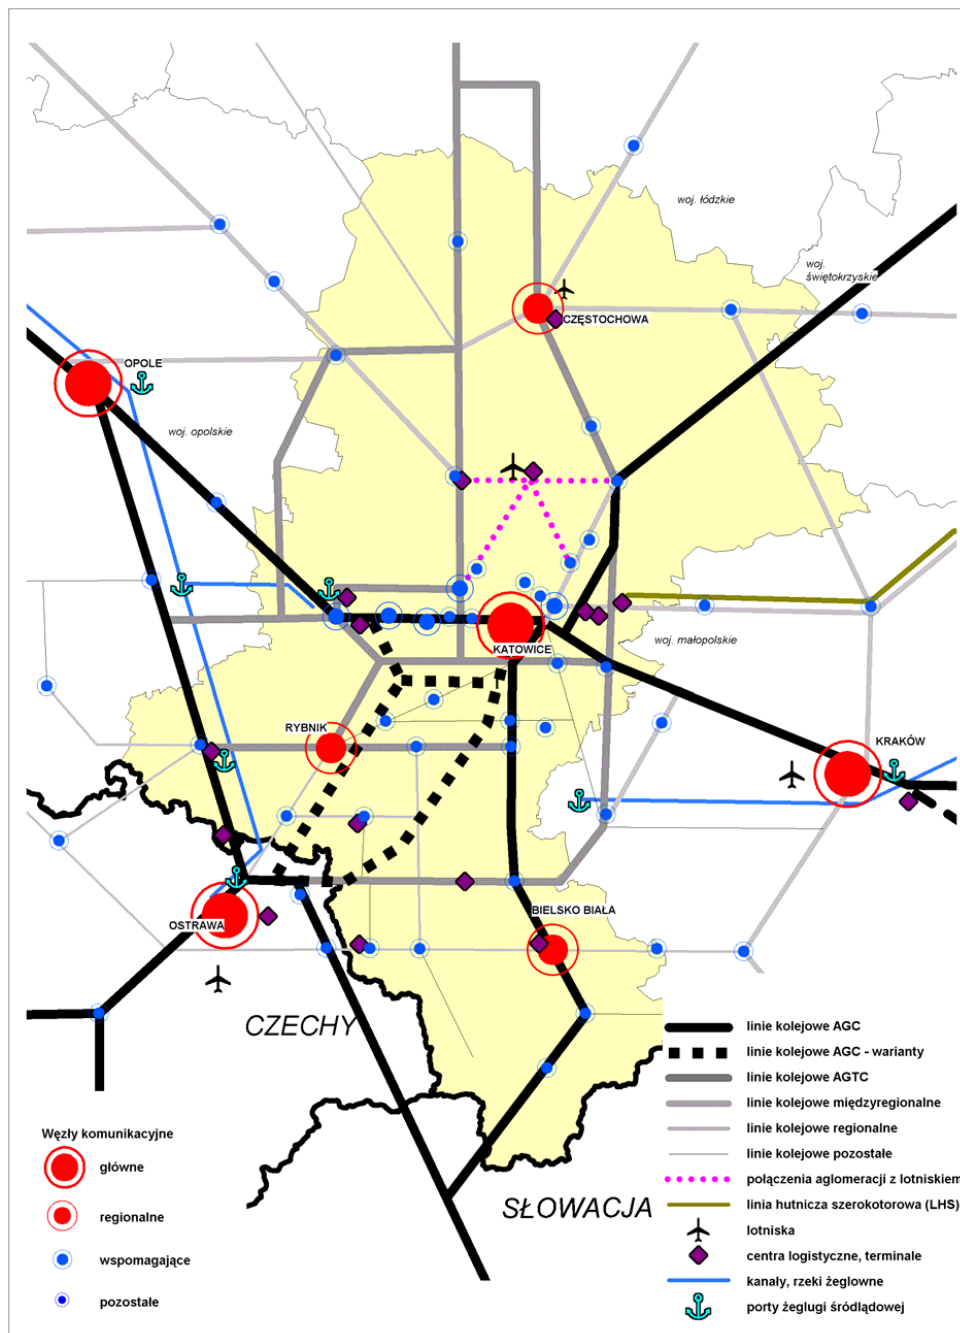 woj. łódzkie
woj.
świętokrzyskie
CZĘSTOCHOWA
OPOLE
woj. opolskie
woj. małopolskie
KATOWICE
RYBNIK
KRAKÓW
BIELSKO BIAŁA
OSTRAWA
CZECHY
SŁOWACJA
Węzły komunikacyjne
główne
regionalne
wspomagające
pozostałe
linie kolejowe AGC
linie kolejowe AGC - warianty
linie kolejowe AGTC
linie kolejowe międzyregionalne
linie kolejowe regionalne
linie kolejowe pozostałe
połączenia aglomeracji z lotniskiem
linia hutnicza szerokotorowa (LHS)
lotniska
centra logistyczne, terminale
kanały, rzeki żeglowne
porty żeglugi śródlądowej